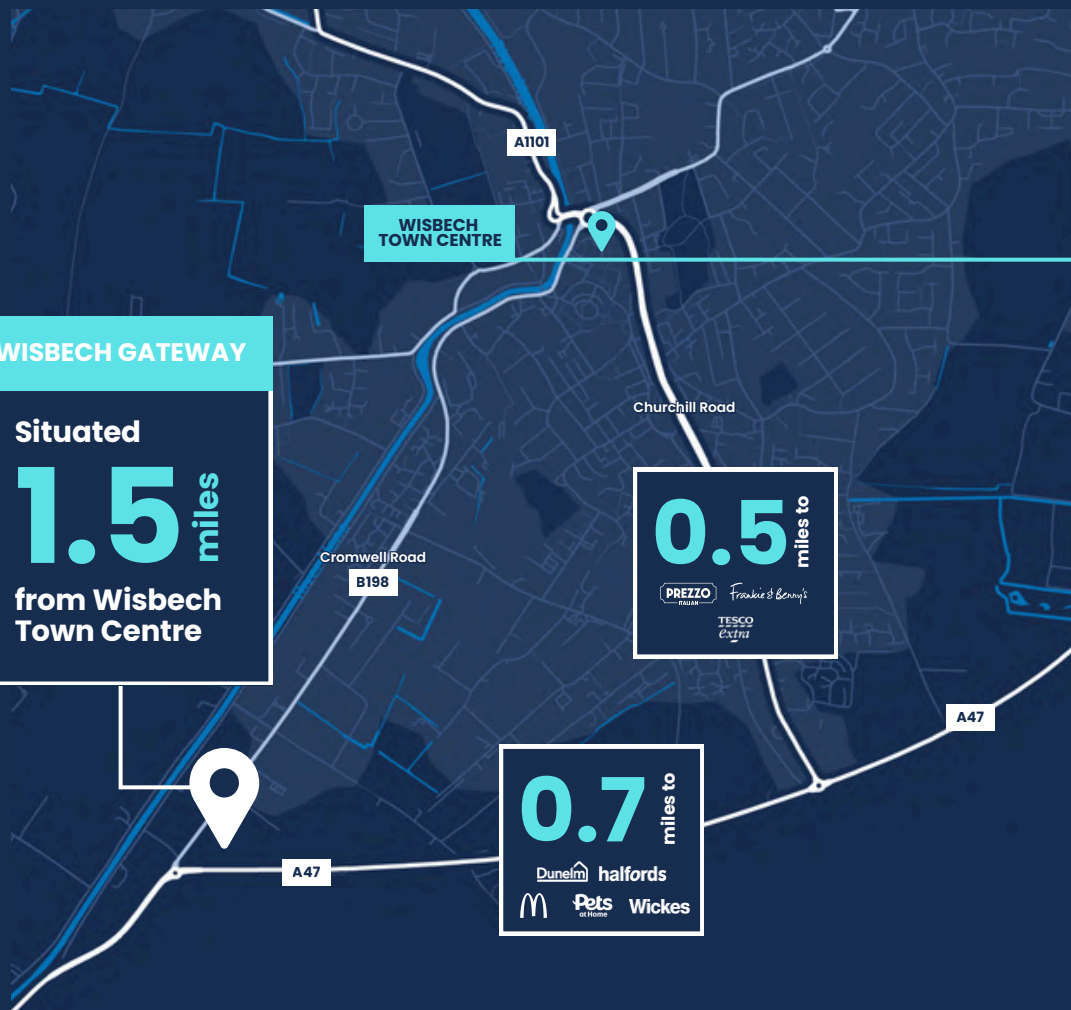 A1101
WISBECH
TOWN CENTRE
WISBECH GATEWAY
Situated
1.5 miles
from Wisbech
Town Centre
Churchill Road
Cromwell Road
B198
0.5 miles to
PREZZO
ITALIAN
Frankie & Benny's
TESCO
extra
A47
0.7 miles to
Dunelm halfords
Pets
at Home
Wickes
A47